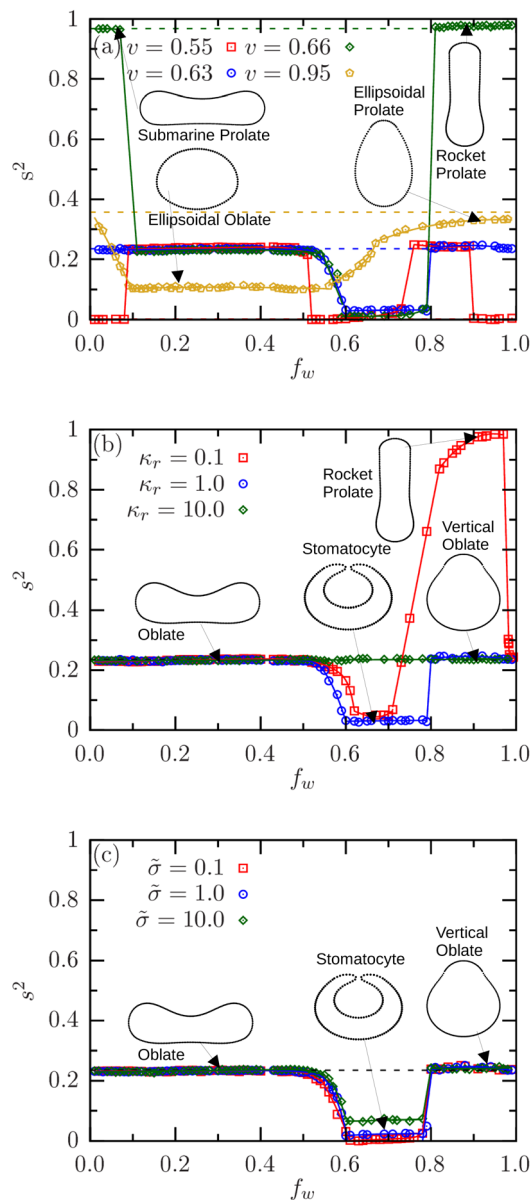 (a) v = 0.55 v = 0.66
v = 0.63 v = 0.95
Submarine Prolate
Ellipsoidal Oblate
Ellipsoidal
Prolate
Rocket
Prolate
s²
1
0.8
0.6
0.4
0.2
0
0.0 0.2 0.4 0.6 0.8 1.0
f_w
(b)
κ_r = 0.1
κ_r = 1.0
κ_r = 10.0
Rocket
Prolate
Stomatocyte
Vertical
Oblate
Oblate
s²
1
0.8
0.6
0.4
0.2
0
0.0 0.2 0.4 0.6 0.8 1.0
f_w
(c)
σ̃ = 0.1
σ̃ = 1.0
σ̃ = 10.0
Stomatocyte
Vertical
Oblate
Oblate
s²
1
0.8
0.6
0.4
0.2
0
0.0 0.2 0.4 0.6 0.8 1.0
f_w